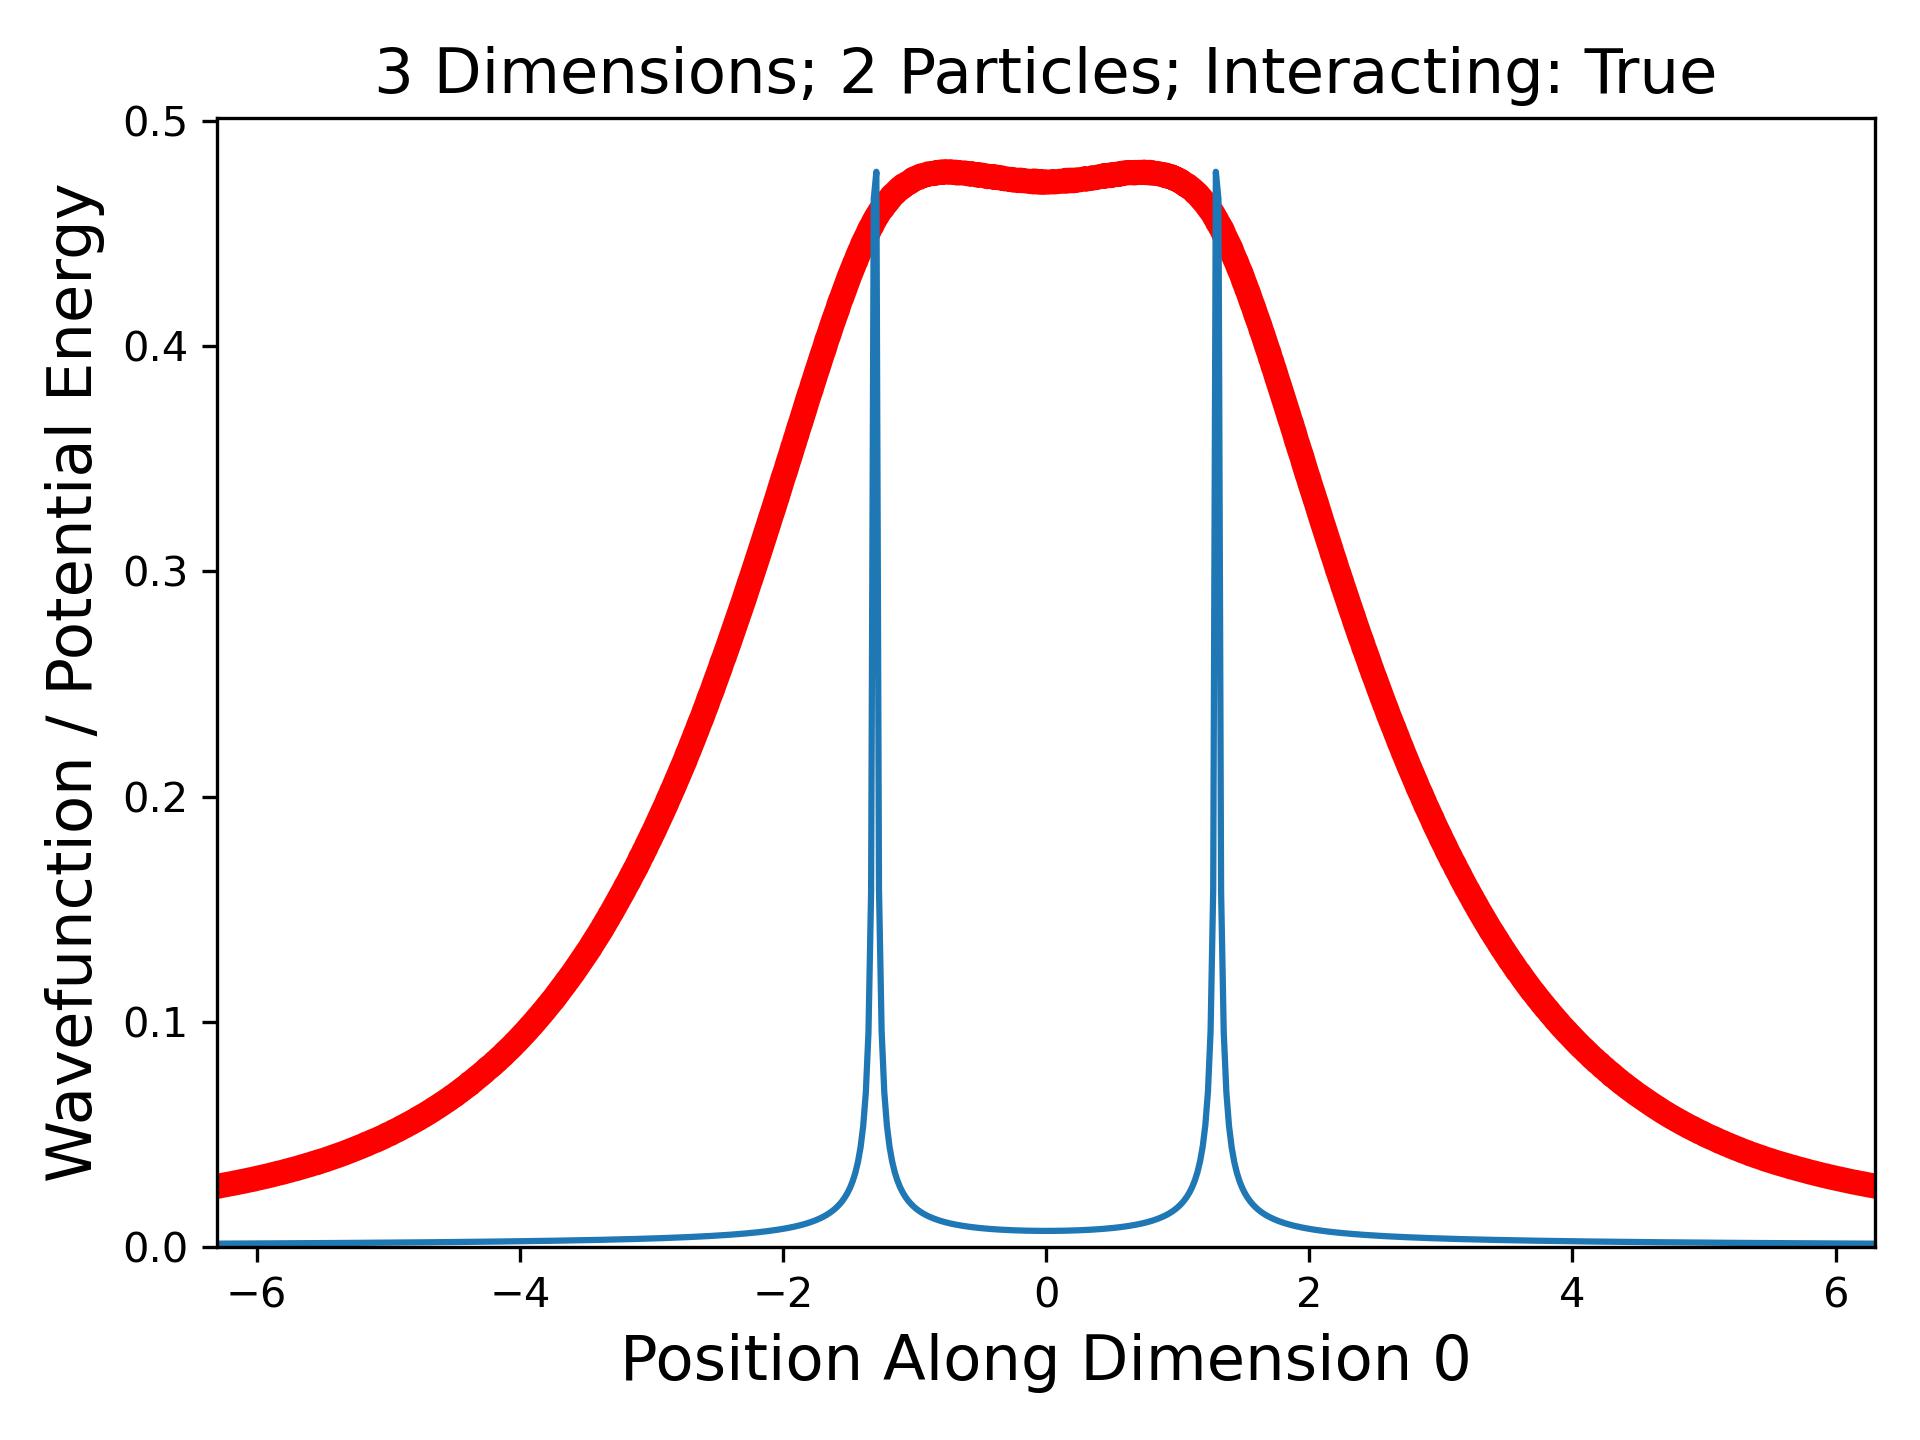 3 Dimensions; 2 Particles; Interacting: True
Wavefunction / Potential Energy
0.5
0.4
0.3
0.2
0.1
0.0
−6 −4 −2 0 2 4 6
Position Along Dimension 0